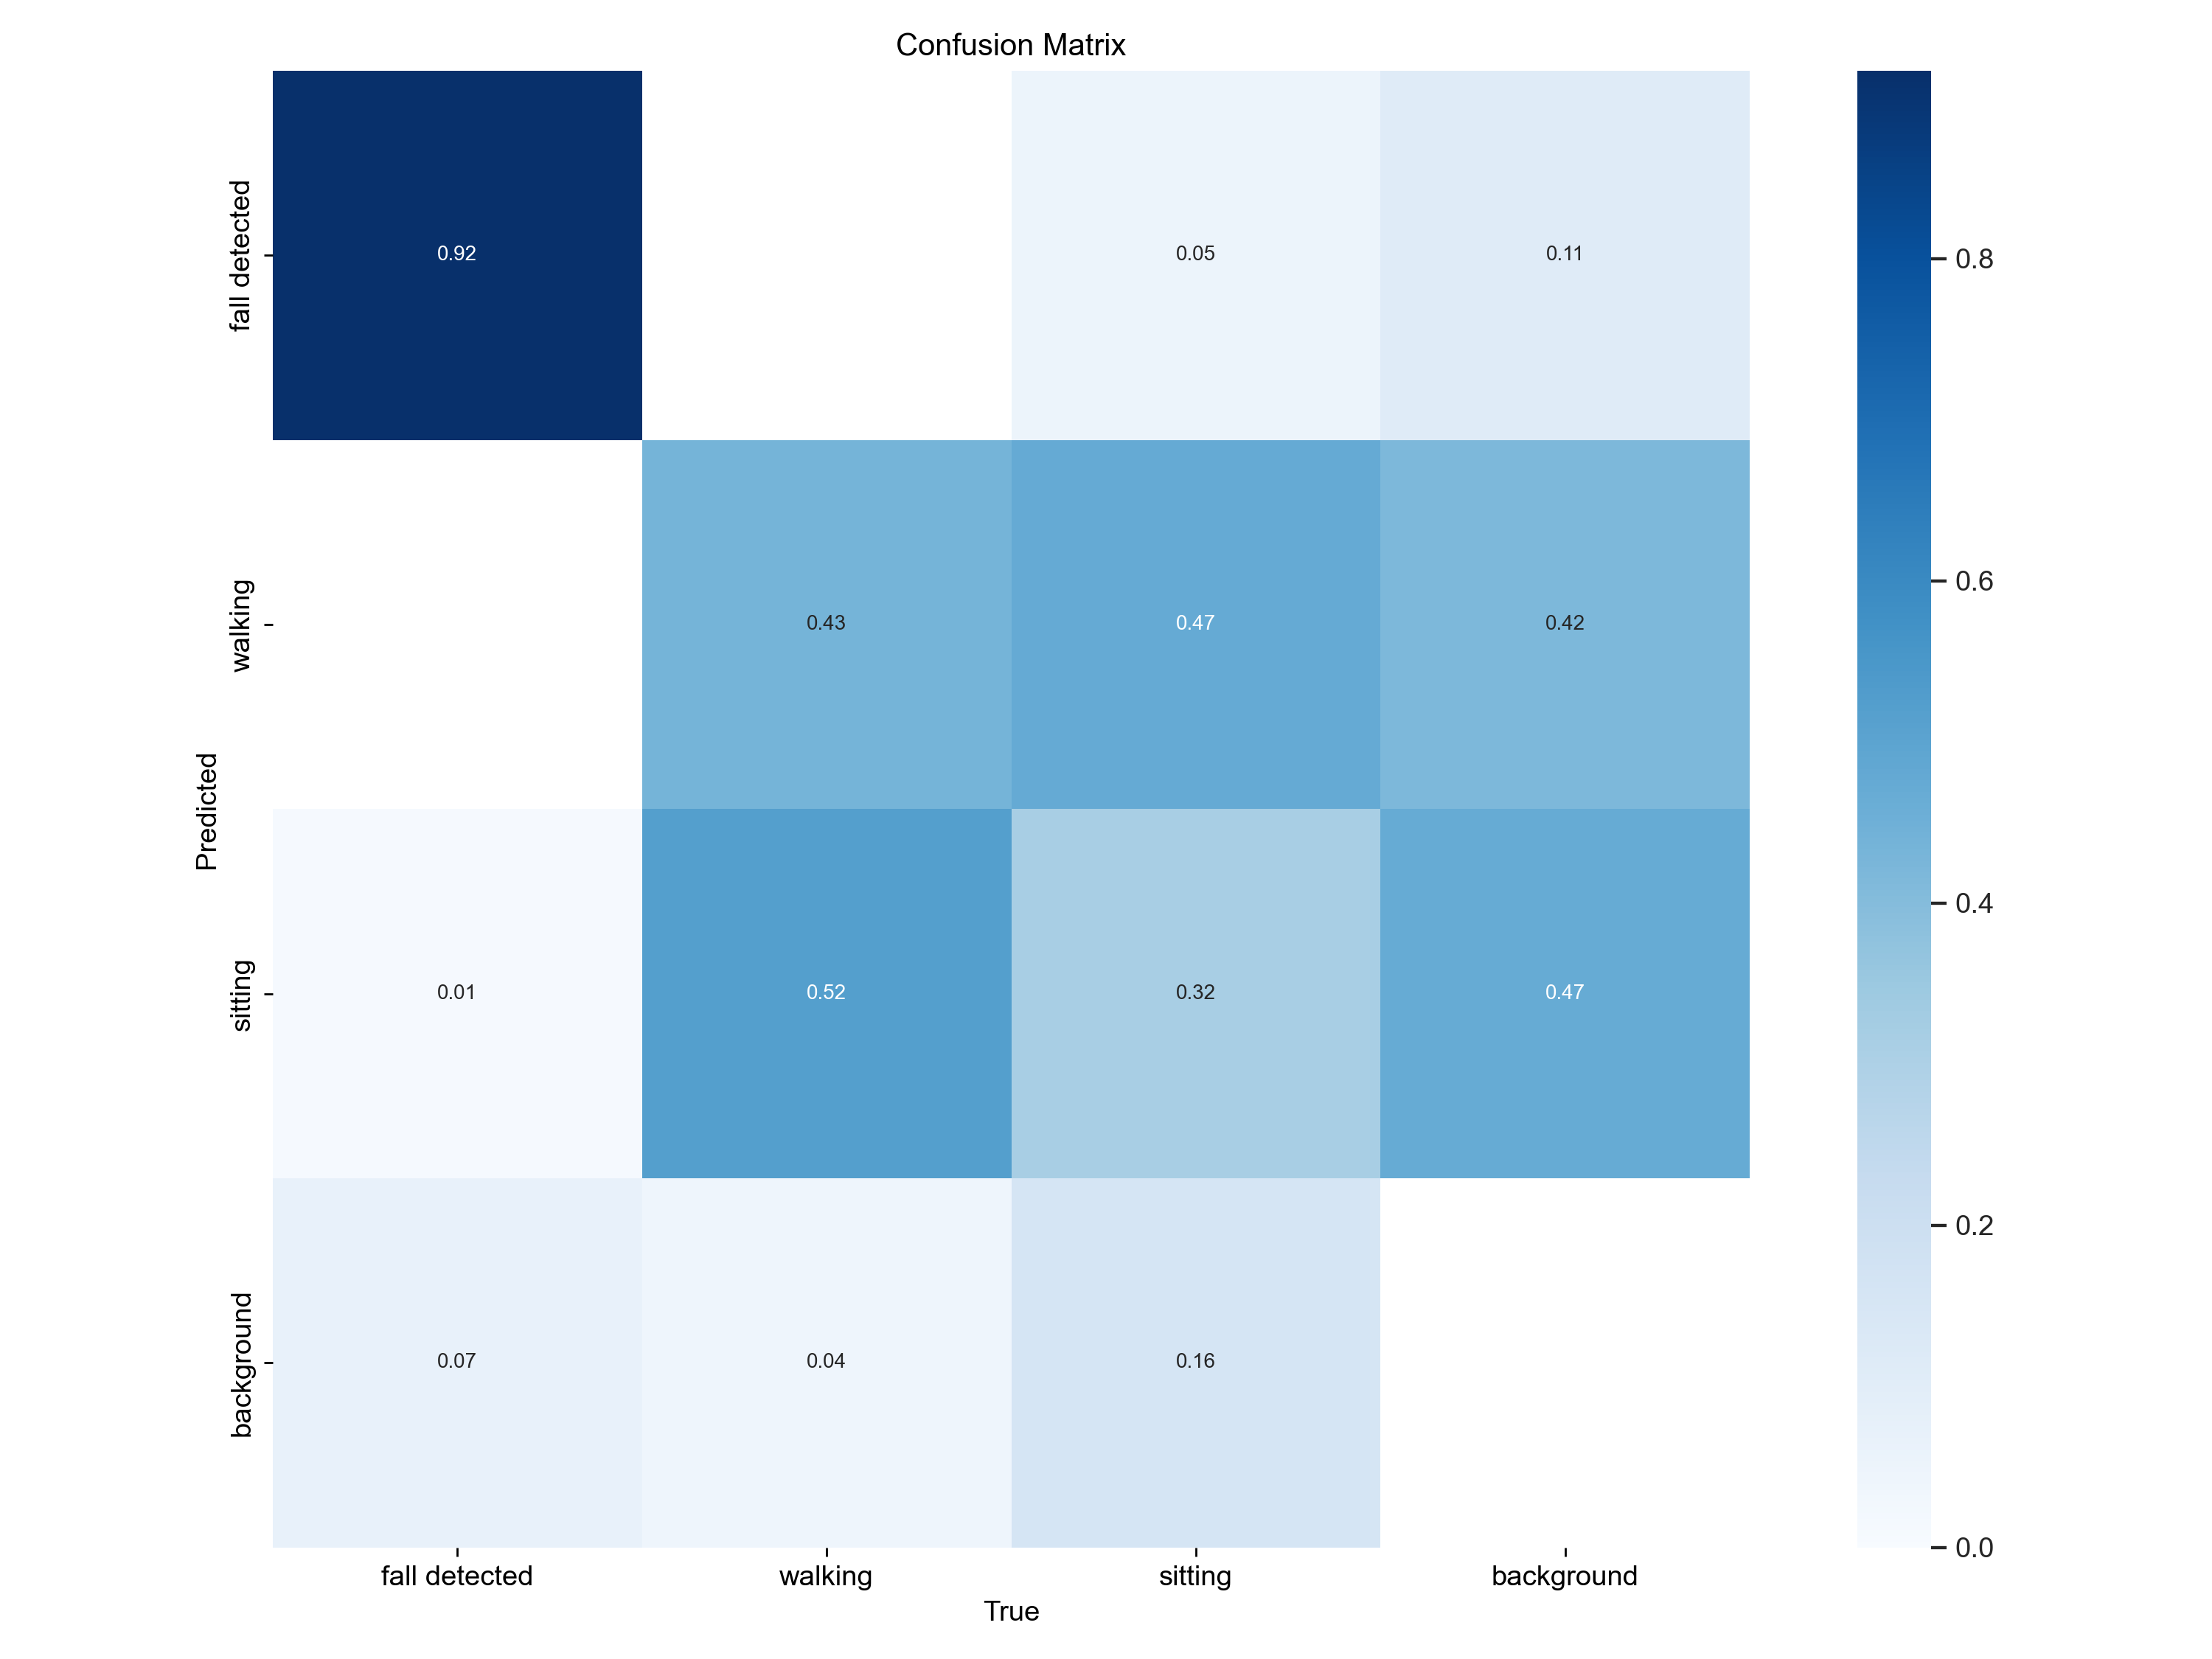 Confusion Matrix
fall detected
0.92
0.05
0.11
0.8
walking
0.43
0.47
0.42
0.6
Predicted
0.4
sitting
0.01
0.52
0.32
0.47
0.2
background
0.07
0.04
0.16
0.0
fall detected
walking
sitting
background
True